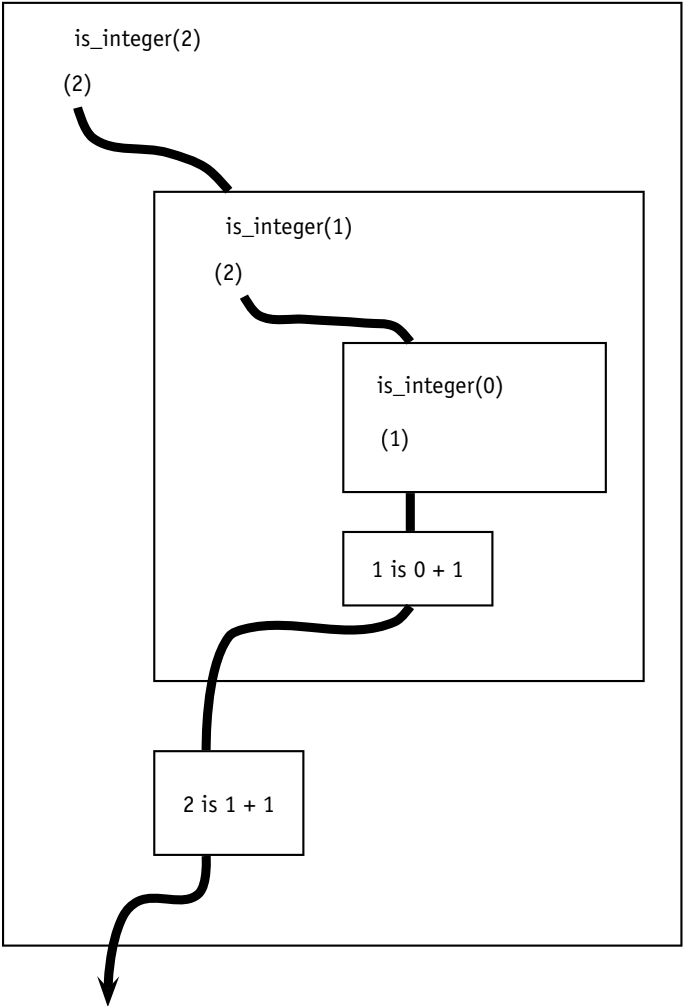 is_integer(2)
(2)
is_integer(1)
(2)
is_integer(0)
(1)
1 is 0 + 1
2 is 1 + 1